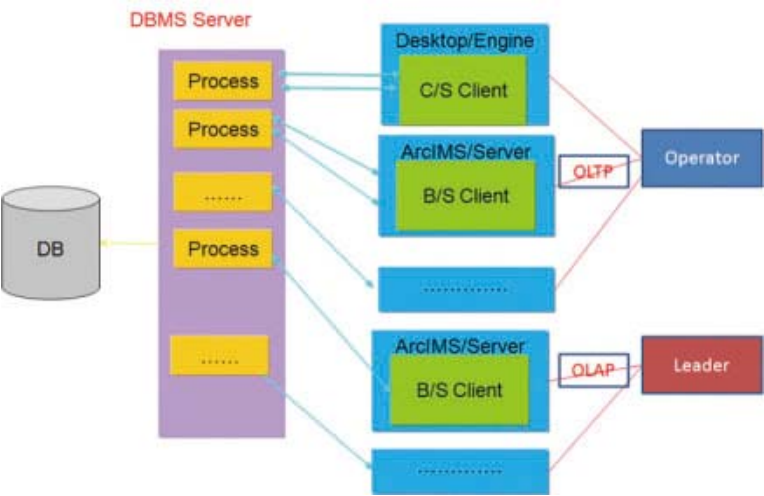 DBMS Server
Process
Process
......
Process
......
DB
Desktop/Engine
C/S Client
ArcIMS/Server
B/S Client
.............
ArcIMS/Server
B/S Client
.............
OLTP
Operator
OLAP
Leader